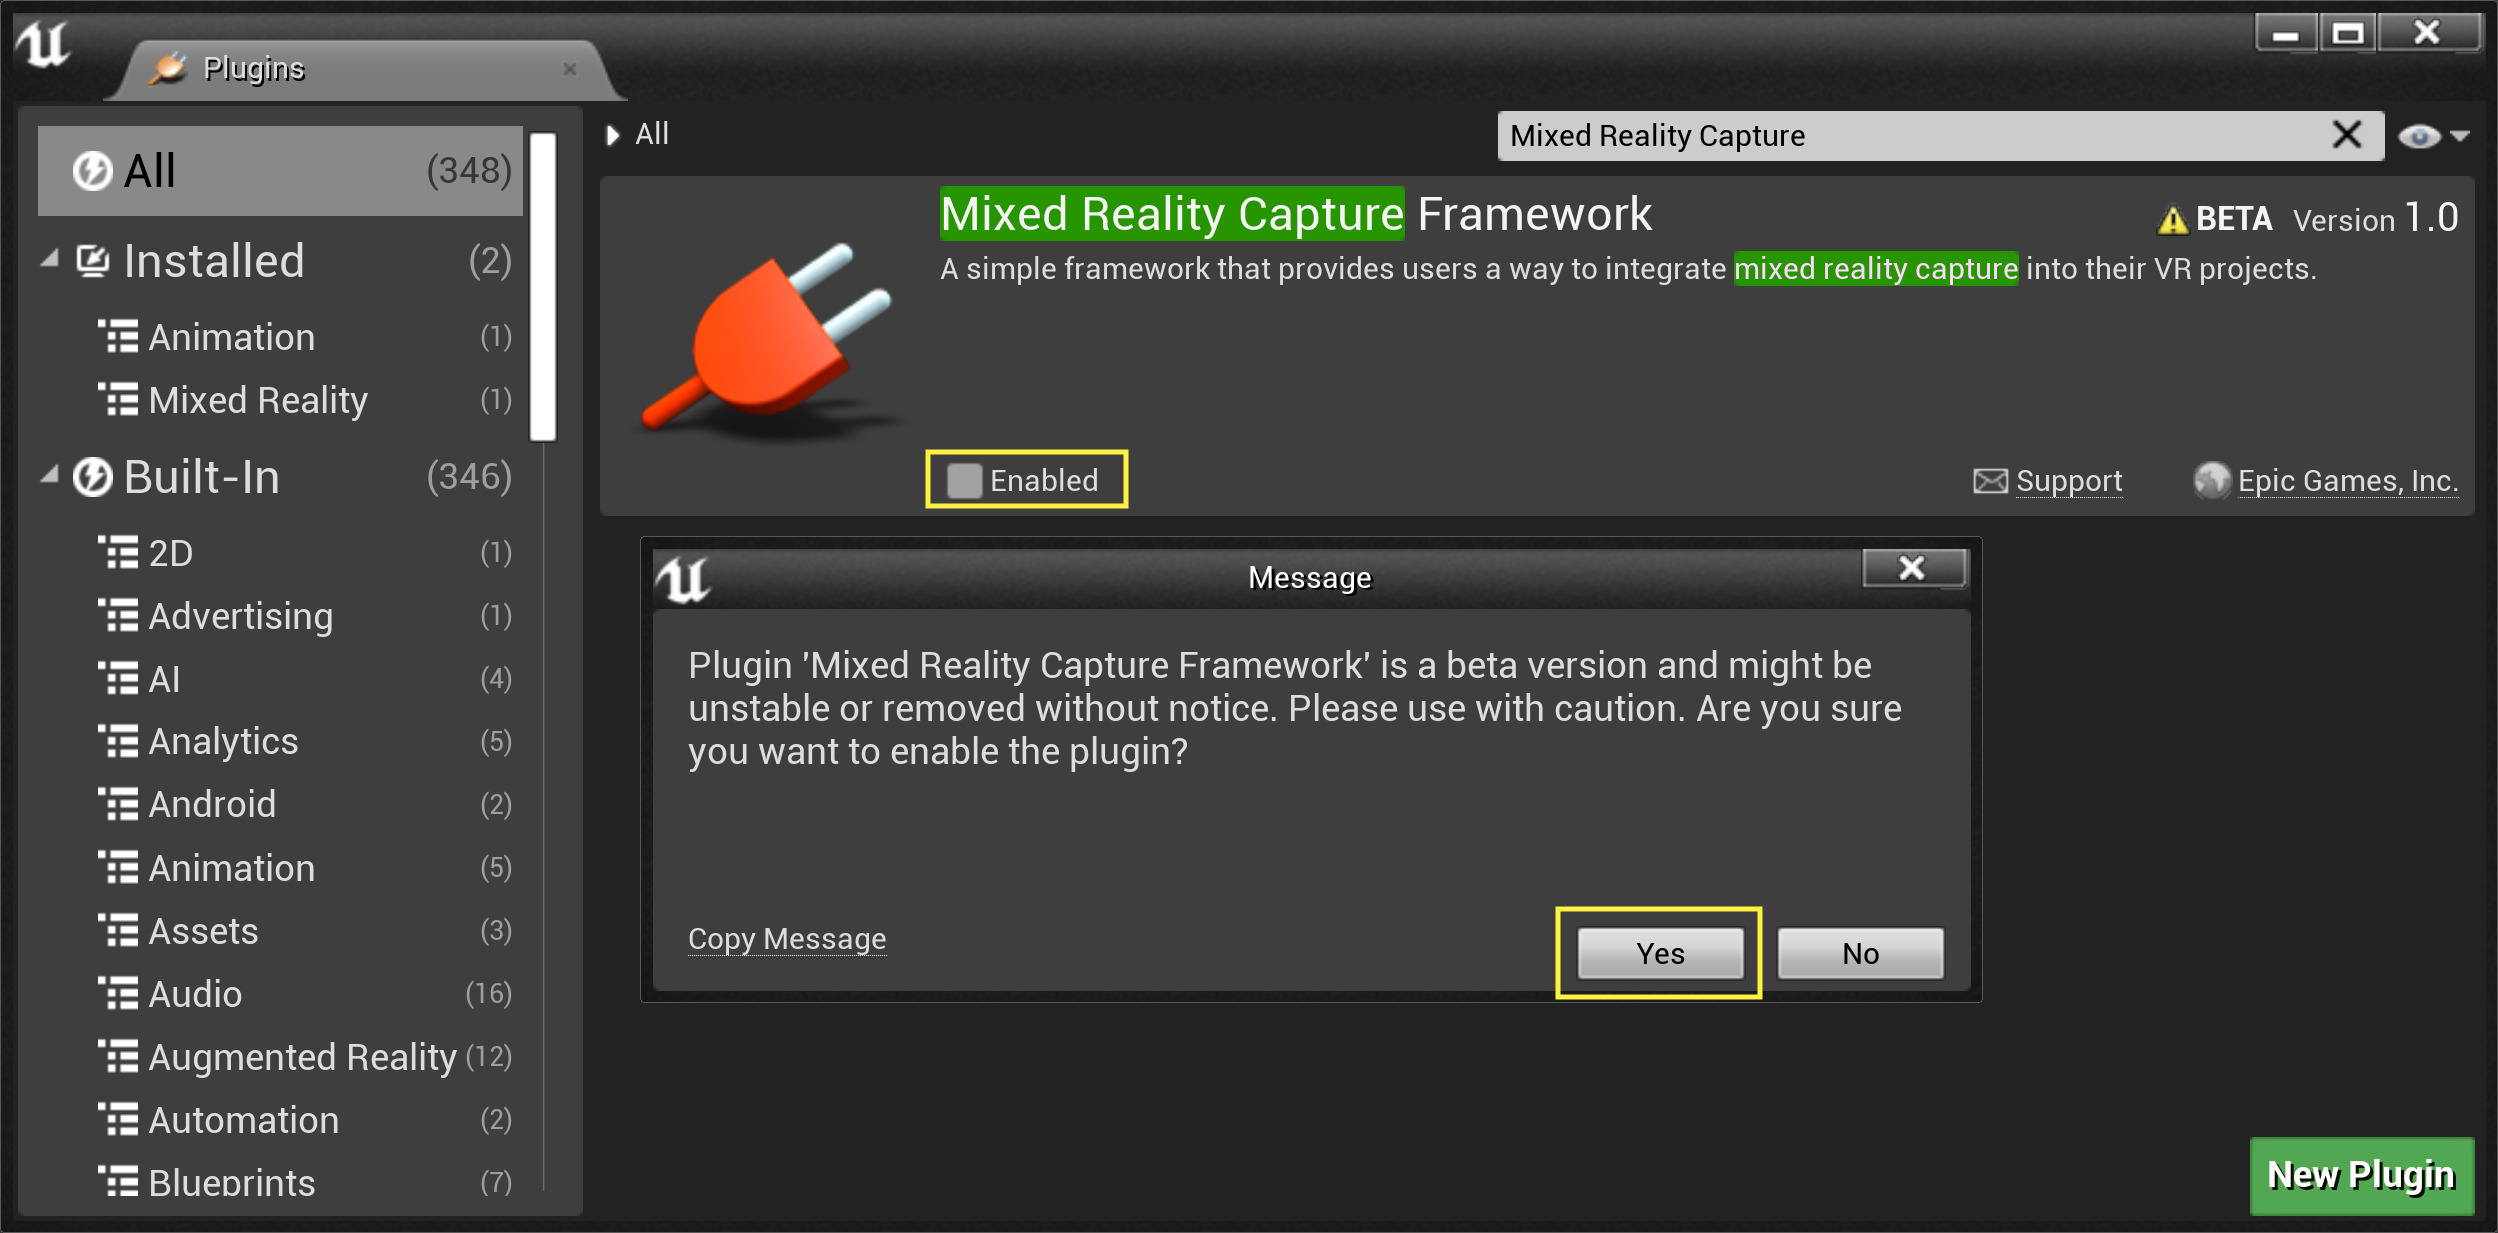 Plugins
All (348)
Installed (2)
Animation (1)
Mixed Reality (1)
Built-In (346)
2D (1)
Advertising (1)
AI (4)
Analytics (5)
Android (2)
Animation (5)
Assets (3)
Audio (16)
Augmented Reality (12)
Automation (2)
Blueprints (7)
All
Mixed Reality Capture
Mixed Reality Capture Framework
BETA Version 1.0
A simple framework that provides users a way to integrate mixed reality capture into their VR projects.
Enabled
Support
Epic Games, Inc.
Message
Plugin 'Mixed Reality Capture Framework' is a beta version and might be
unstable or removed without notice. Please use with caution. Are you sure
you want to enable the plugin?
Copy Message
Yes
No
New Plugin